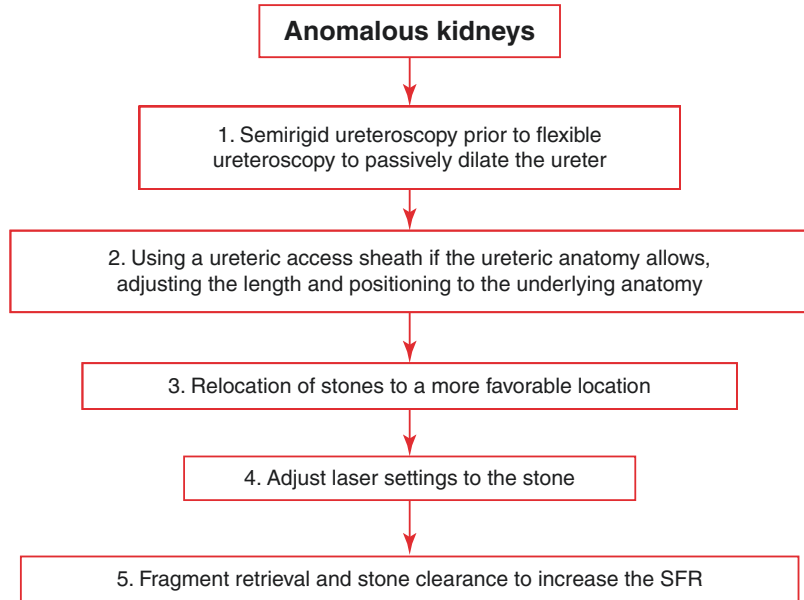 Anomalous kidneys
1. Semirigid ureteroscopy prior to flexible
ureteroscopy to passively dilate the ureter
2. Using a ureteric access sheath if the ureteric anatomy allows,
adjusting the length and positioning to the underlying anatomy
3. Relocation of stones to a more favorable location
4. Adjust laser settings to the stone
5. Fragment retrieval and stone clearance to increase the SFR